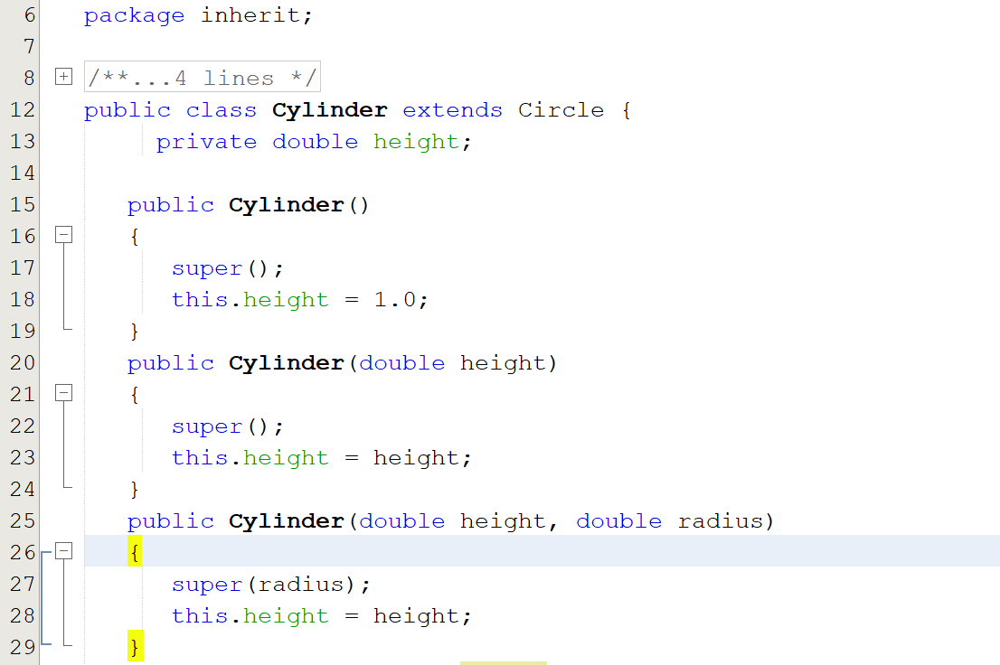 6 package inherit;
7
8 /**...4 lines */
12 public class Cylinder extends Circle {
13 private double height;
14
15 public Cylinder()
16 {
17 super();
18 this.height = 1.0;
19 }
20 public Cylinder(double height)
21 {
22 super();
23 this.height = height;
24 }
25 public Cylinder(double height, double radius)
26 {
27 super(radius);
28 this.height = height;
29 }